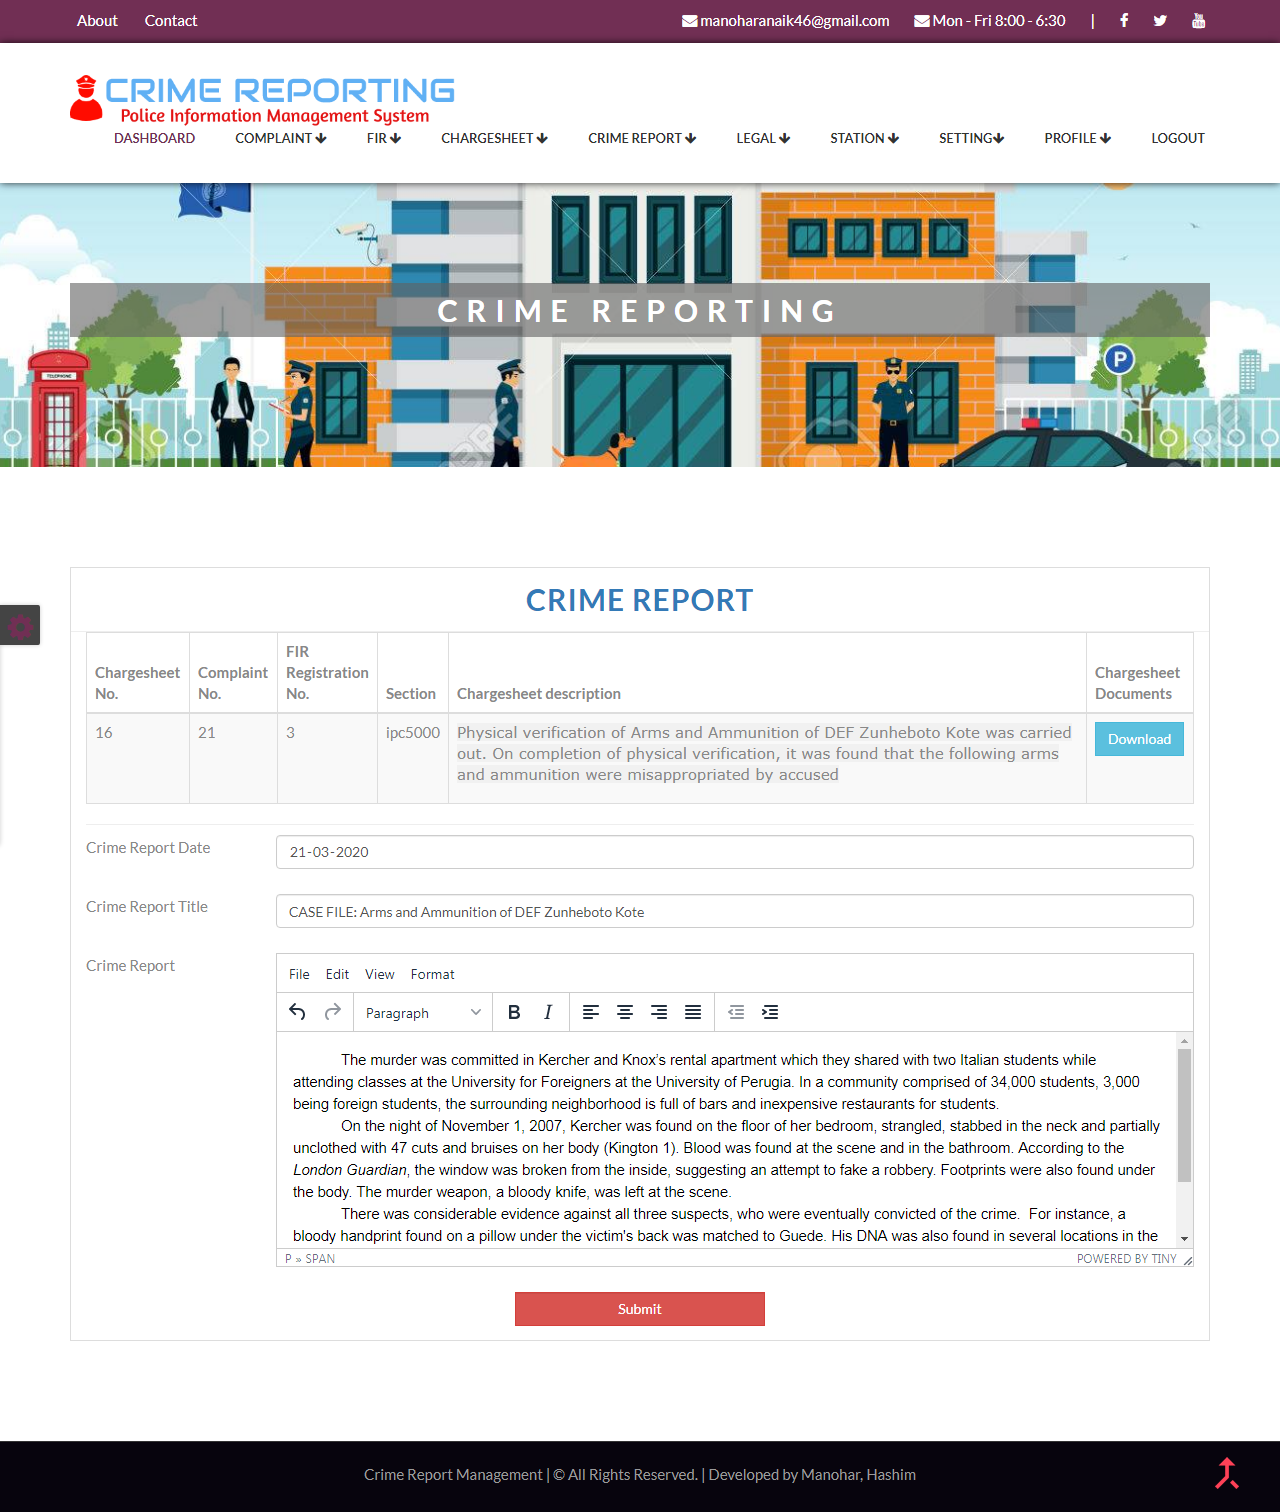 About Contact manoharanaik46@gmail.com Mon - Fri 8:00 - 6:30 |
CRIME REPORTING
Police Information Management System
DASHBOARD COMPLAINT FIR CHARGESHEET CRIME REPORT LEGAL STATION SETTING PROFILE LOGOUT
CRIME REPORTING
TELEPHONE
P
CRIME REPORT
Chargesheet No. Complaint No. FIR Registration No. Section Chargesheet description Chargesheet Documents
16 21 3 ipc5000 Physical verification of Arms and Ammunition of DEF Zunheboto Kote was carried Download
out. On completion of physical verification, it was found that the following arms
and ammunition were misappropriated by accused
Crime Report Date 21-03-2020
Crime Report Title CASE FILE: Arms and Ammunition of DEF Zunheboto Kote
Crime Report File Edit View Format
Paragraph B I
The murder was committed in Kercher and Knox's rental apartment which they shared with two Italian students while
attending classes at the University for Foreigners at the University of Perugia. In a community comprised of 34,000 students, 3,000
being foreign students, the surrounding neighborhood is full of bars and inexpensive restaurants for students.
On the night of November 1, 2007, Kercher was found on the floor of her bedroom, strangled, stabbed in the neck and partially
unclothed with 47 cuts and bruises on her body (Kington 1). Blood was found at the scene and in the bathroom. According to the
London Guardian, the window was broken from the inside, suggesting an attempt to fake a robbery. Footprints were also found under
the body. The murder weapon, a bloody knife, was left at the scene.
There was considerable evidence against all three suspects, who were eventually convicted of the crime.  For instance, a
bloody handprint found on a pillow under the victim's back was matched to Guede. His DNA was also found in several locations in the
P » SPAN POWERED BY TINY
Submit
Crime Report Management | © All Rights Reserved. | Developed by Manohar, Hashim